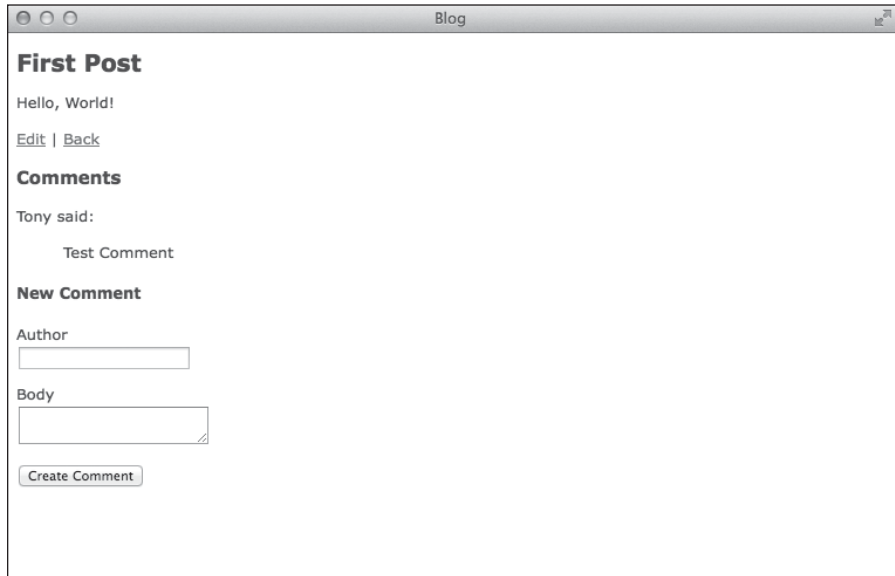 Blog
First Post
Hello, World!
Edit | Back
Comments
Tony said:
Test Comment
New Comment
Author
Body
Create Comment